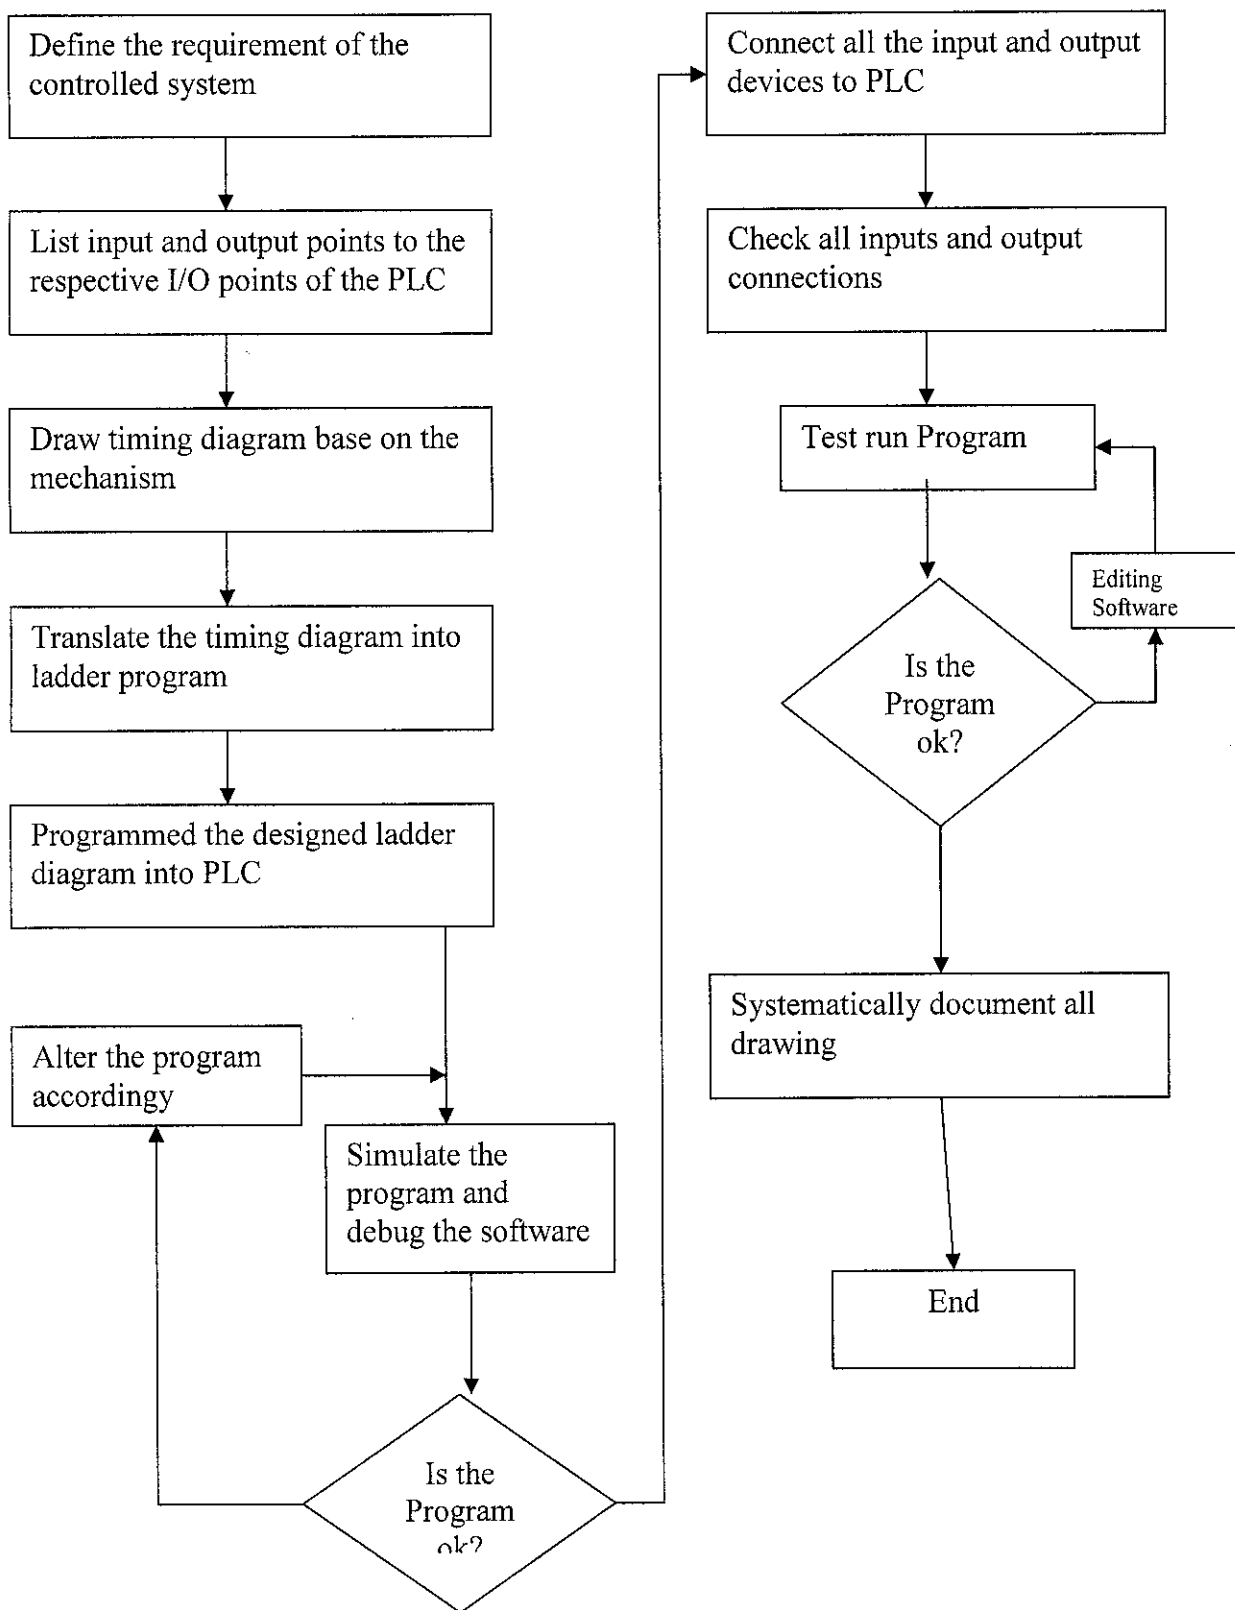 Define the requirement of the
controlled system
List input and output points to the
respective I/O points of the PLC
Draw timing diagram base on the
mechanism
Translate the timing diagram into
ladder program
Programmed the designed ladder
diagram into PLC
Alter the program
accordingy
Simulate the
program and
debug the software
Is the
Program
ok?
Connect all the input and output
devices to PLC
Check all inputs and output
connections
Test run Program
Editing
Software
Is the
Program
ok?
Systematically document all
drawing
End